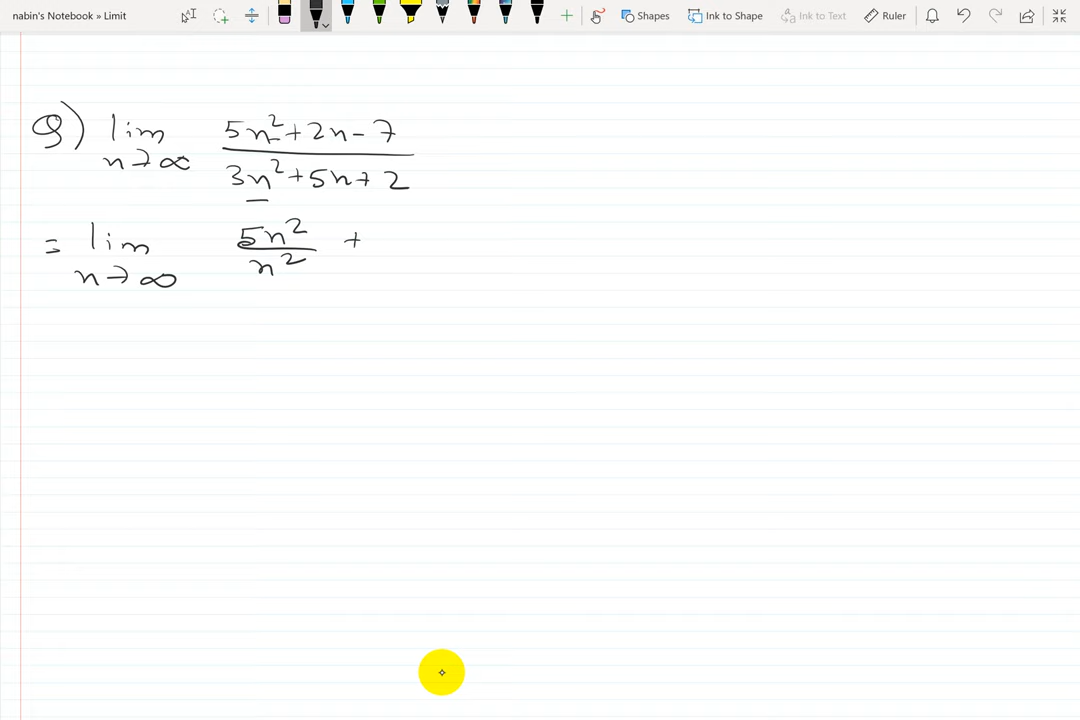 nabin's Notebook » Limit
Shapes
Ink to Shape
Ink to Text
Ruler
Q) lim n→∞ (5n²+2n-7)/(3n²+5n+2)
= lim n→∞ 5n²/n² +